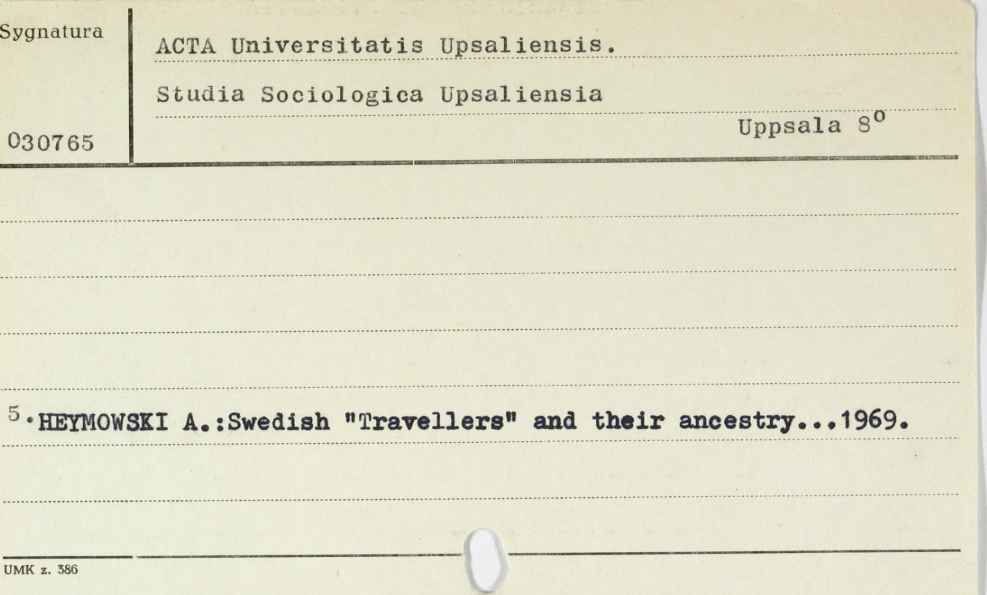 Sygnatura
ACTA Universitatis Upsaliensis.
Studia Sociologica Upsaliensia
Uppsala 8º
030765
5.HEYMOWSKI A.:Swedish "Travellers" and their ancestry...1969.
UMK z. 386